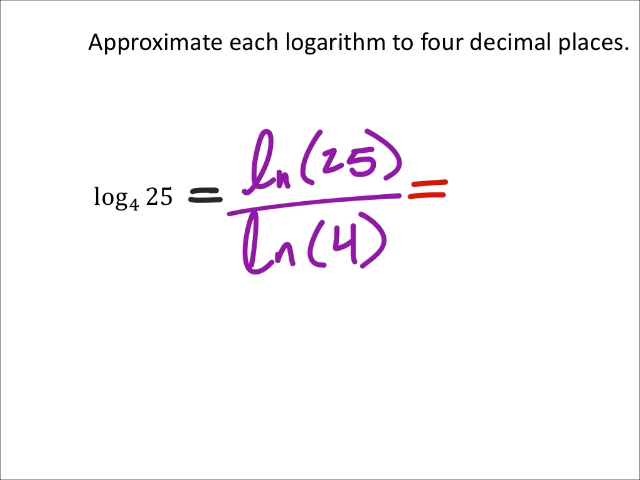 Approximate each logarithm to four decimal places.
log₄ 25 = ln(25)/ln(4) =